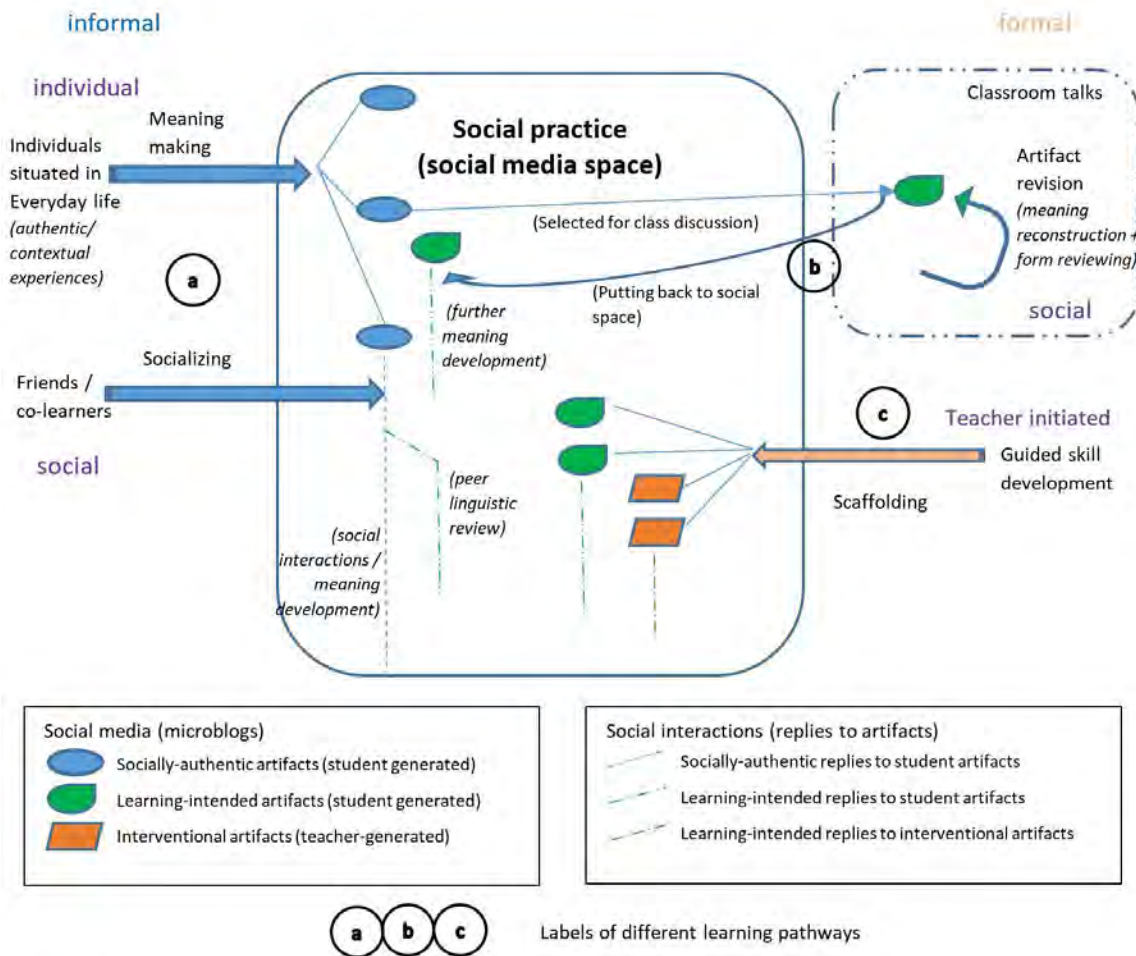 informal
formal
individual
Meaning
making
Individuals
situated in
Everyday life
(authentic/
contextual
experiences)
a
Social practice
(social media space)
Classroom talks
Artifact
revision
(meaning
reconstruction +
form reviewing)
(Selected for class discussion)
b
(Putting back to social
space)
social
(further
meaning
development)
Socializing
Friends /
co-learners
social
c
Teacher initiated
Guided skill
development
Scaffolding
(peer
linguistic
review)
(social
interactions /
meaning
development)
Social media (microblogs)
Socially-authentic artifacts (student generated)
Learning-intended artifacts (student generated)
Interventional artifacts (teacher-generated)
Social interactions (replies to artifacts)
Socially-authentic replies to student artifacts
Learning-intended replies to student artifacts
Learning-intended replies to interventional artifacts
a b c Labels of different learning pathways